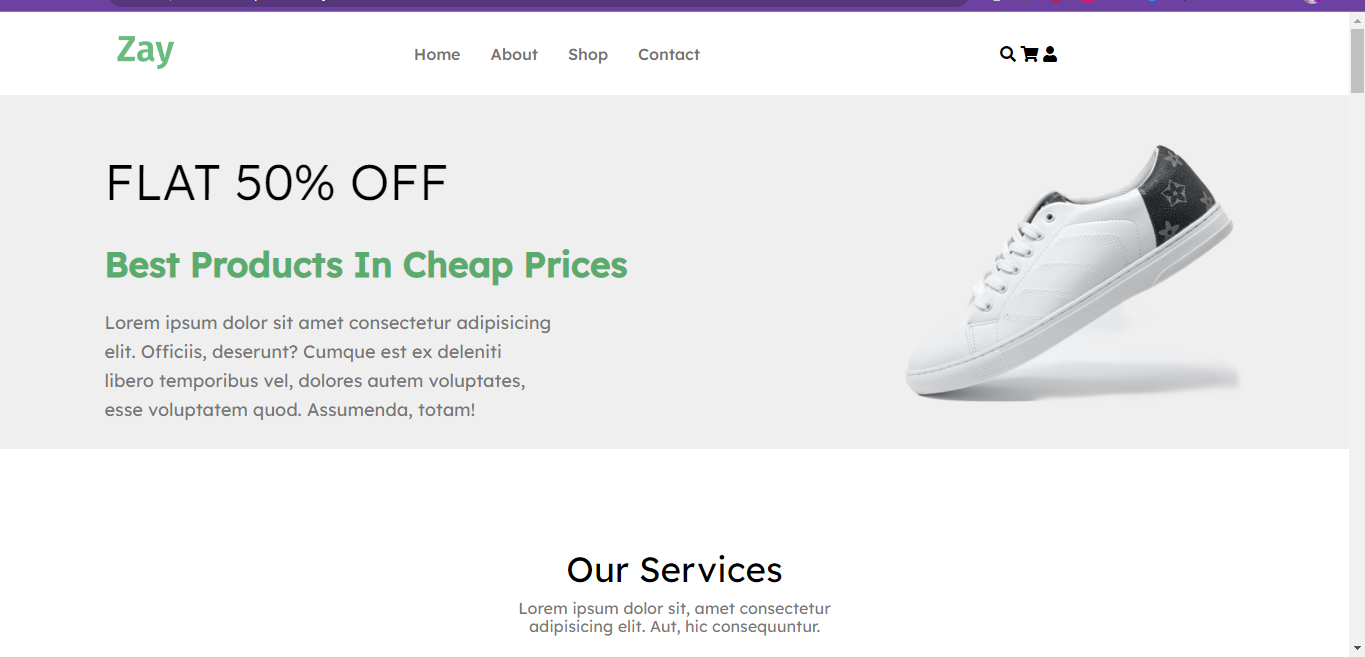 Zay
Home About Shop Contact
FLAT 50% OFF
Best Products In Cheap Prices
Lorem ipsum dolor sit amet consectetur adipisicing
elit. Officiis, deserunt? Cumque est ex deleniti
libero temporibus vel, dolores autem voluptates,
esse voluptatem quod. Assumenda, totam!
Our Services
Lorem ipsum dolor sit, amet consectetur
adipisicing elit. Aut, hic consequuntur.